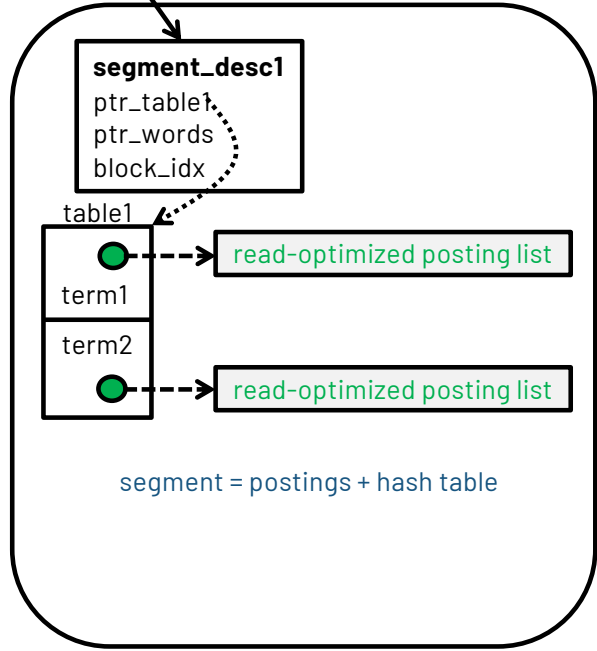 segment_desc1
ptr_table1
ptr_words
block_idx
table1
read-optimized posting list
term1
term2
read-optimized posting list
segment = postings + hash table